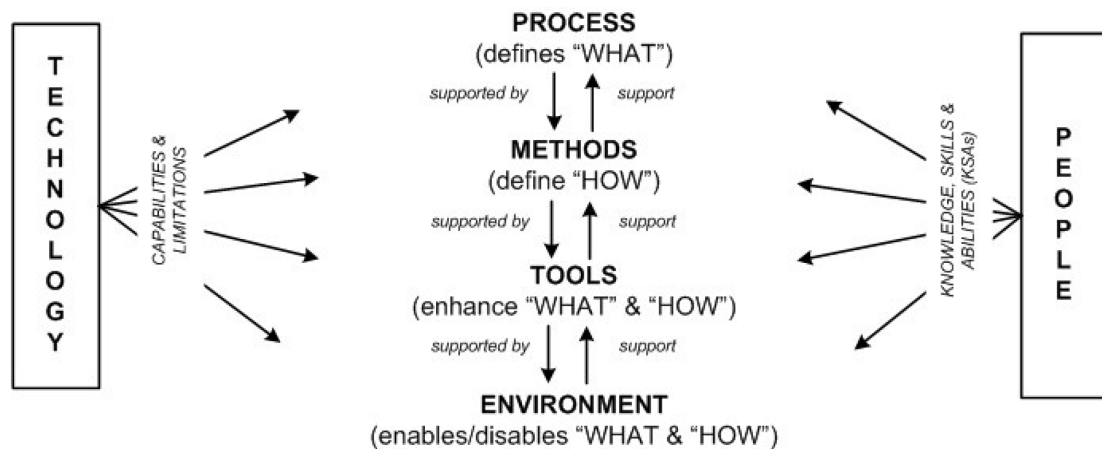 TECHNOLOGY
CAPABILITIES &
LIMITATIONS
PROCESS
(defines “WHAT”)
supported by
support
METHODS
(define “HOW”)
supported by
support
TOOLS
(enhance “WHAT” & “HOW”)
supported by
support
ENVIRONMENT
(enables/disables “WHAT & “HOW”)
KNOWLEDGE, SKILLS &
ABILITIES (KSAs)
PEOPLE